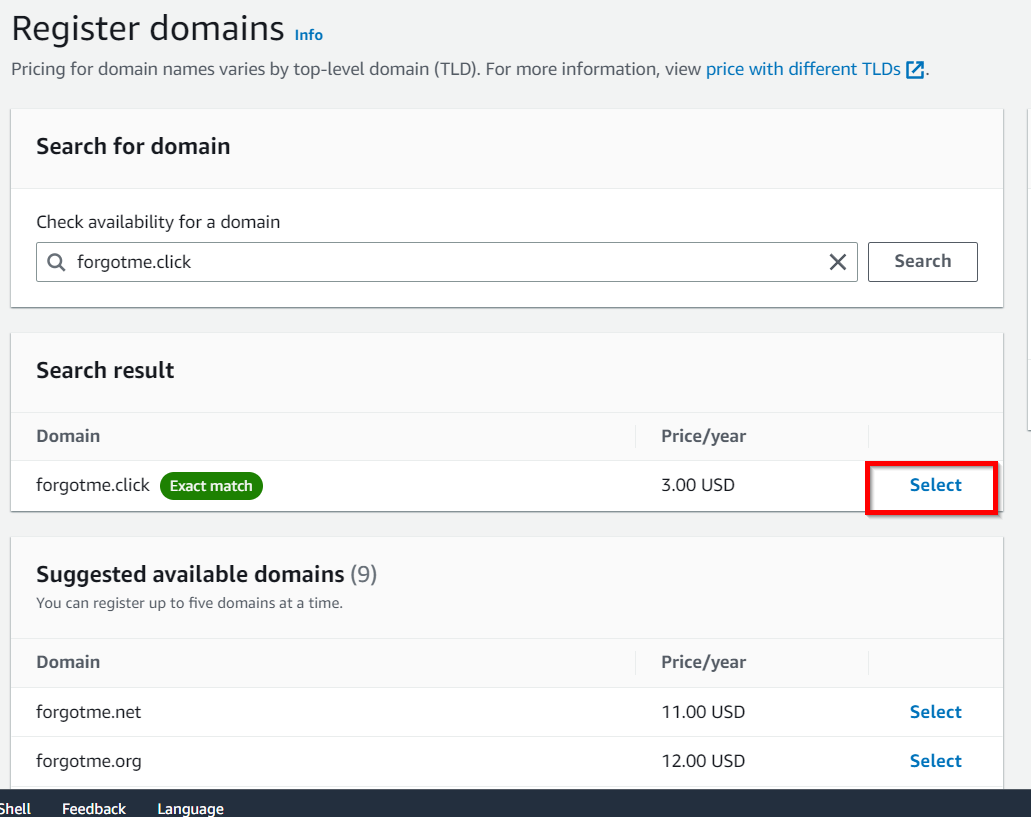 Register domains Info
Pricing for domain names varies by top-level domain (TLD). For more information, view price with different TLDs.
Search for domain
Check availability for a domain
forgotme.click Search
Search result
Domain Price/year
forgotme.click Exact match 3.00 USD Select
Suggested available domains (9)
You can register up to five domains at a time.
Domain Price/year
forgotme.net 11.00 USD Select
forgotme.org 12.00 USD Select
Shell Feedback Language